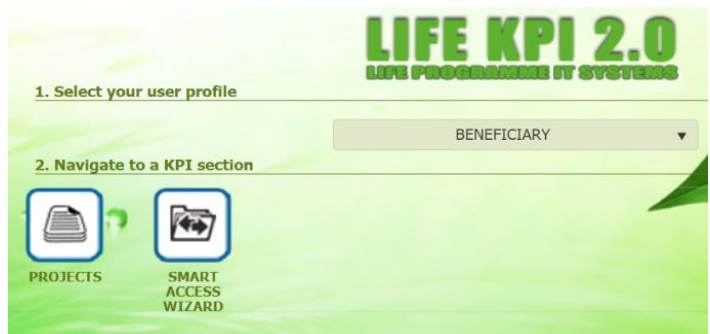 LIFE KPI 2.0
LIFE PROGRAMME IT SYSTEMS
1. Select your user profile
BENEFICIARY
2. Navigate to a KPI section
PROJECTS
SMART
ACCESS
WIZARD